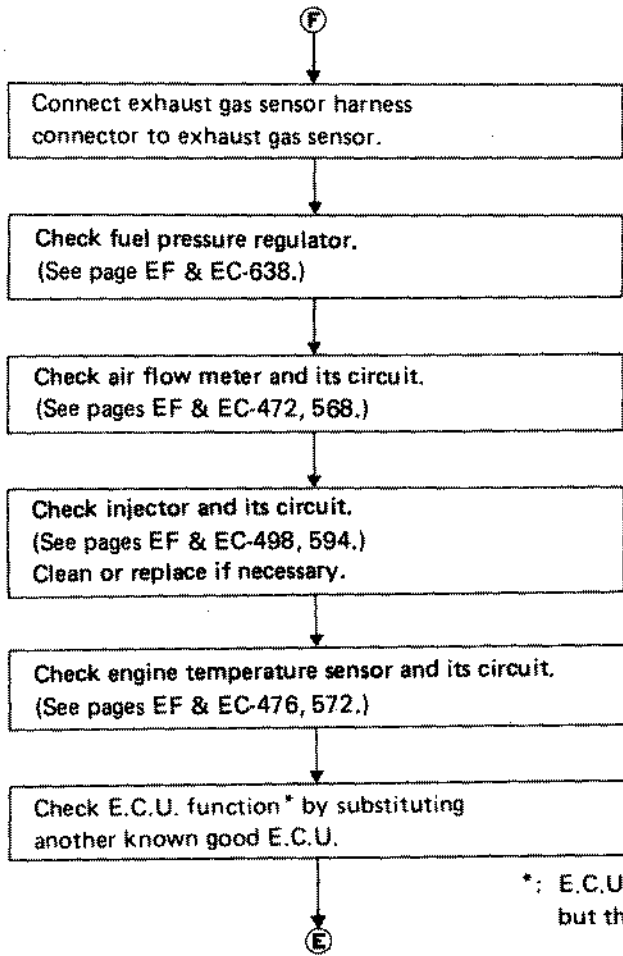 F
Connect exhaust gas sensor harness
connector to exhaust gas sensor.
Check fuel pressure regulator.
(See page EF & EC-638.)
Check air flow meter and its circuit.
(See pages EF & EC-472, 568.)
Check injector and its circuit.
(See pages EF & EC-498, 594.)
Clean or replace if necessary.
Check engine temperature sensor and its circuit.
(See pages EF & EC-476, 572.)
Check E.C.U. function* by substituting
another known good E.C.U.
*: E.C.U
but th
E